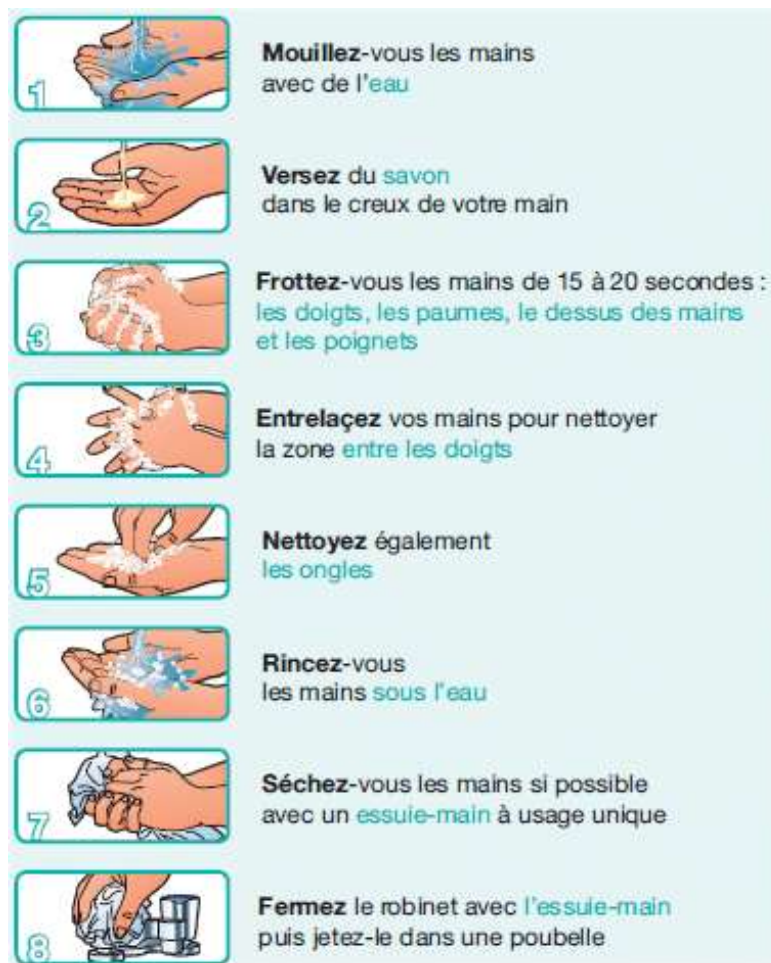 1
Mouillez-vous les mains
avec de l'eau
2
Versez du savon
dans le creux de votre main
3
Frottez-vous les mains de 15 à 20 secondes :
les doigts, les paumes, le dessus des mains
et les poignets
4
Entrelaçez vos mains pour nettoyer
la zone entre les doigts
5
Nettoyez également
les ongles
6
Rincez-vous
les mains sous l'eau
7
Séchez-vous les mains si possible
avec un essuie-main à usage unique
8
Fermez le robinet avec l'essuie-main
puis jetez-le dans une poubelle